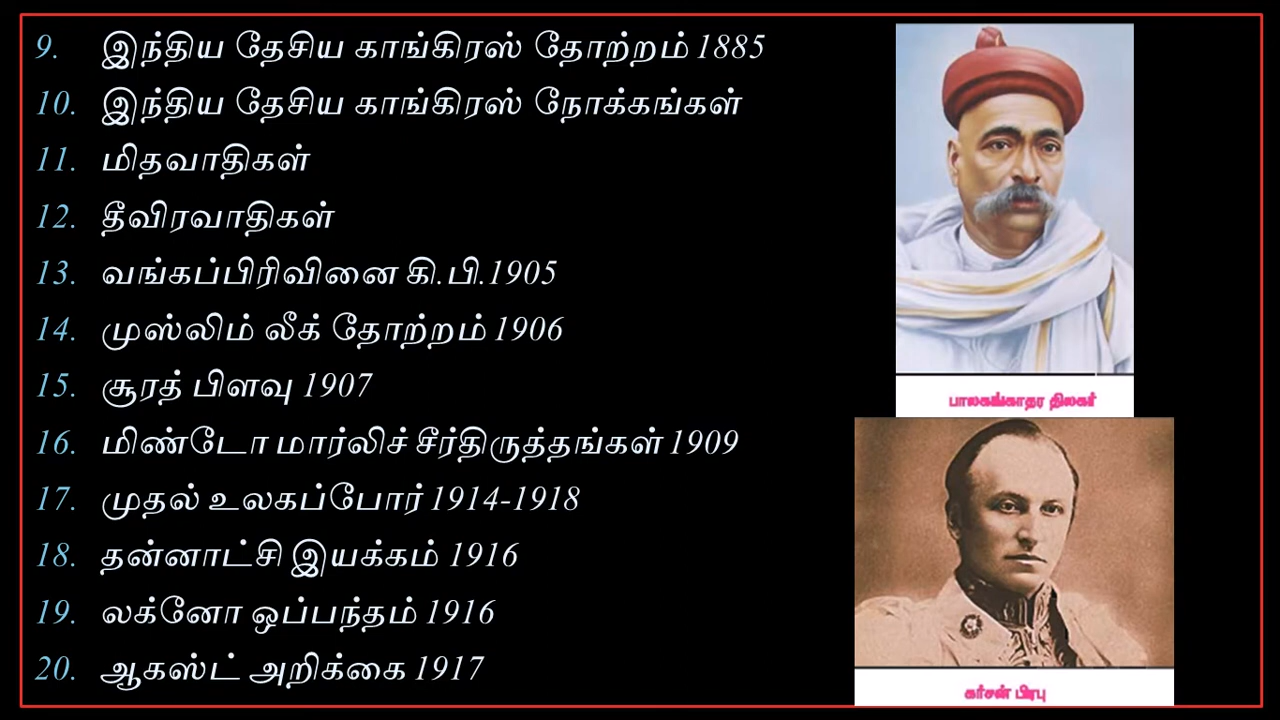 9. இந்திய தேசிய காங்கிரஸ் தோற்றம் 1885
10. இந்திய தேசிய காங்கிரஸ் நோக்கங்கள்
11. மிதவாதிகள்
12. தீவிரவாதிகள்
13. வங்கப்பிரிவினை கி.பி.1905
14. முஸ்லிம் லீக் தோற்றம் 1906
15. சூரத் பிளவு 1907
16. மிண்டோ மார்லிச் சீர்திருத்தங்கள் 1909
17. முதல் உலகப்போர் 1914-1918
18. தன்னாட்சி இயக்கம் 1916
19. லக்னோ ஒப்பந்தம் 1916
20. ஆகஸ்ட் அறிக்கை 1917
பாலகங்காதர திலகர்
கர்சன் பிரபு